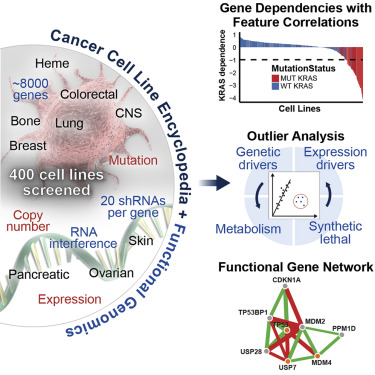 Cancer Cell Line Encyclopedia + Functional Genomics
Heme
~8000
genes
Colorectal
CNS
Bone
Lung
Breast
Mutation
400 cell lines
screened
20 shRNAs
per gene
Copy
number
RNA
interference
Skin
Pancreatic
Ovarian
Expression
Gene Dependencies with
Feature Correlations
KRAS dependence
1
0
-1
-2
-3
-4
MutationStatus
MUT KRAS
WT KRAS
Cell Lines
Outlier Analysis
Genetic
drivers
Expression
drivers
Metabolism
Synthetic
lethal
Functional Gene Network
CDKN1A
TP53BP1
TP53
MDM2
PPM1D
USP28
USP7
MDM4